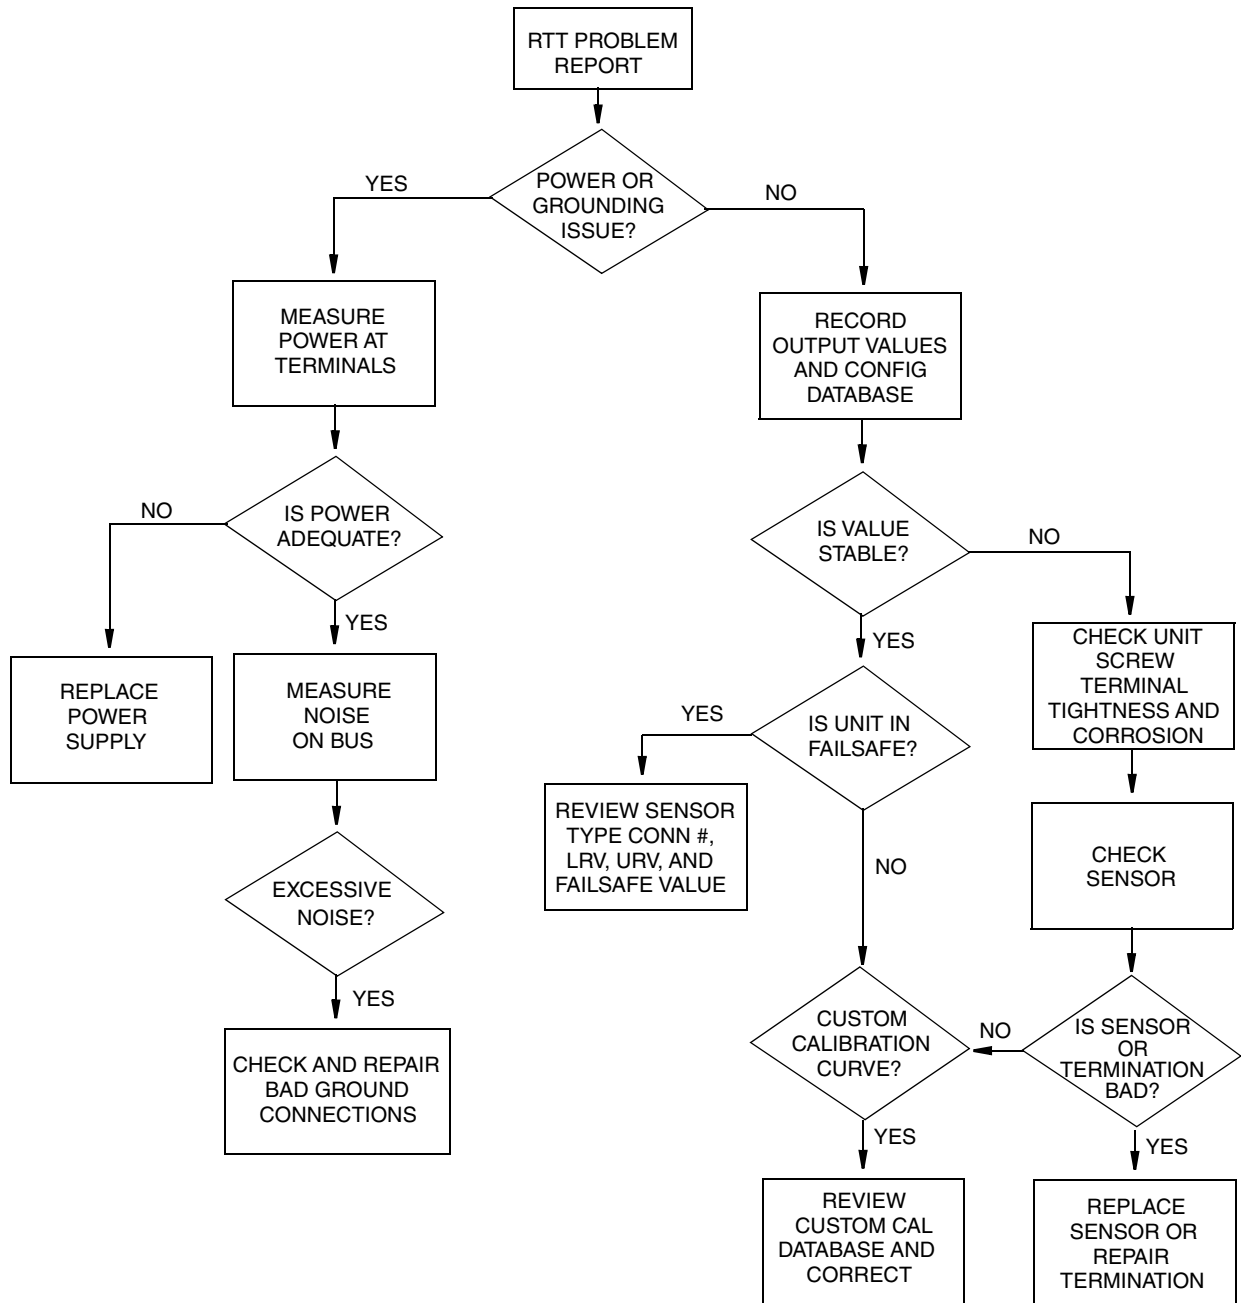 RTT PROBLEM
REPORT
POWER OR
GROUNDING
ISSUE?
YES
NO
MEASURE
POWER AT
TERMINALS
RECORD
OUTPUT VALUES
AND CONFIG
DATABASE
IS POWER
ADEQUATE?
NO
YES
IS VALUE
STABLE?
NO
YES
REPLACE
POWER
SUPPLY
MEASURE
NOISE
ON BUS
CHECK UNIT
SCREW
TERMINAL
TIGHTNESS AND
CORROSION
IS UNIT IN
FAILSAFE?
YES
NO
REVIEW SENSOR
TYPE CONN #,
LRV, URV, AND
FAILSAFE VALUE
CHECK
SENSOR
EXCESSIVE
NOISE?
YES
CHECK AND REPAIR
BAD GROUND
CONNECTIONS
CUSTOM
CALIBRATION
CURVE?
NO
IS SENSOR
OR
TERMINATION
BAD?
YES
YES
REVIEW
CUSTOM CAL
DATABASE AND
CORRECT
REPLACE
SENSOR OR
REPAIR
TERMINATION